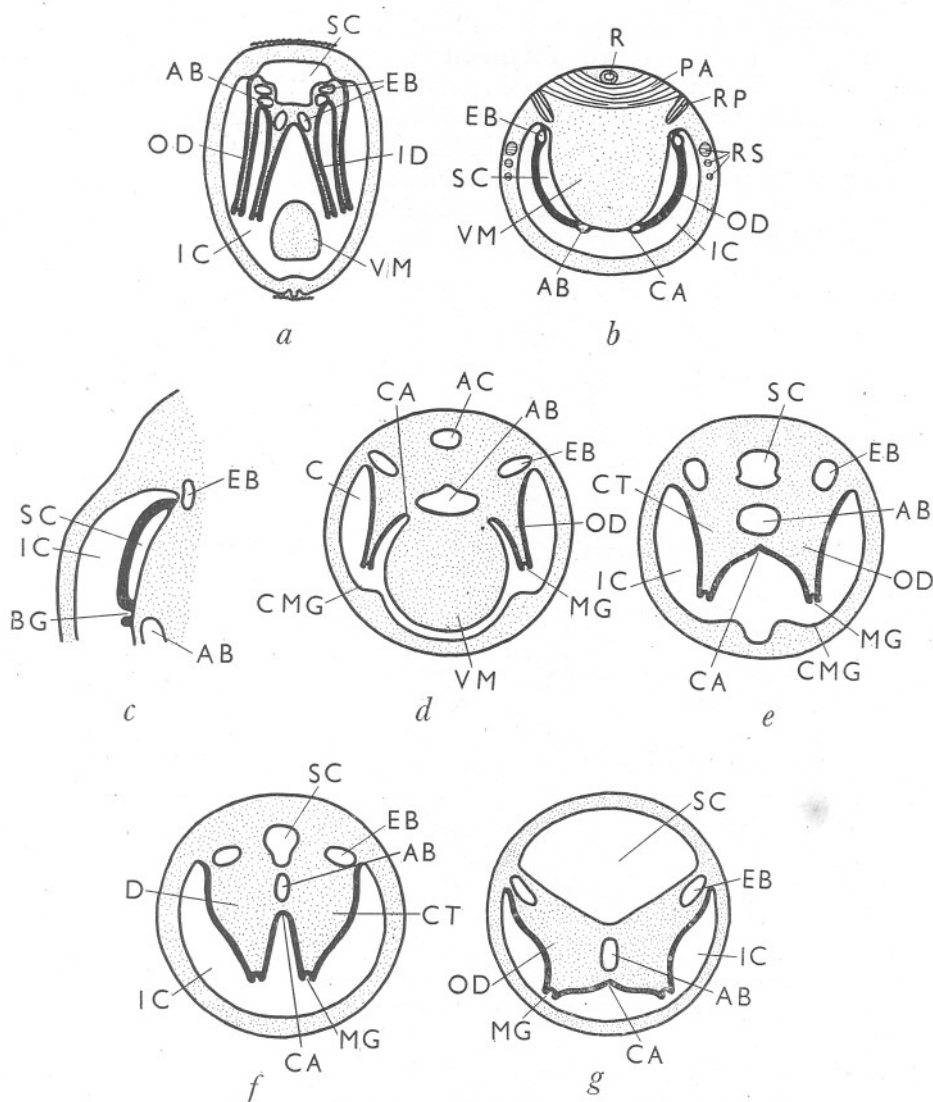 SC
AB EB
OD ID
IC VM
a
R
PA
EB RP
RS
SC
VM OD
IC
AB CA
b
EB
SC
IC
BG
AB
c
CA AC AB
C EB
OD
CMG MG
VM
d
SC
EB
CT
AB
IC OD
MG
CMG
CA
e
SC
EB
AB
D CT
IC MG
CA
f
SC
EB
IC
OD
AB
MG
CA
g